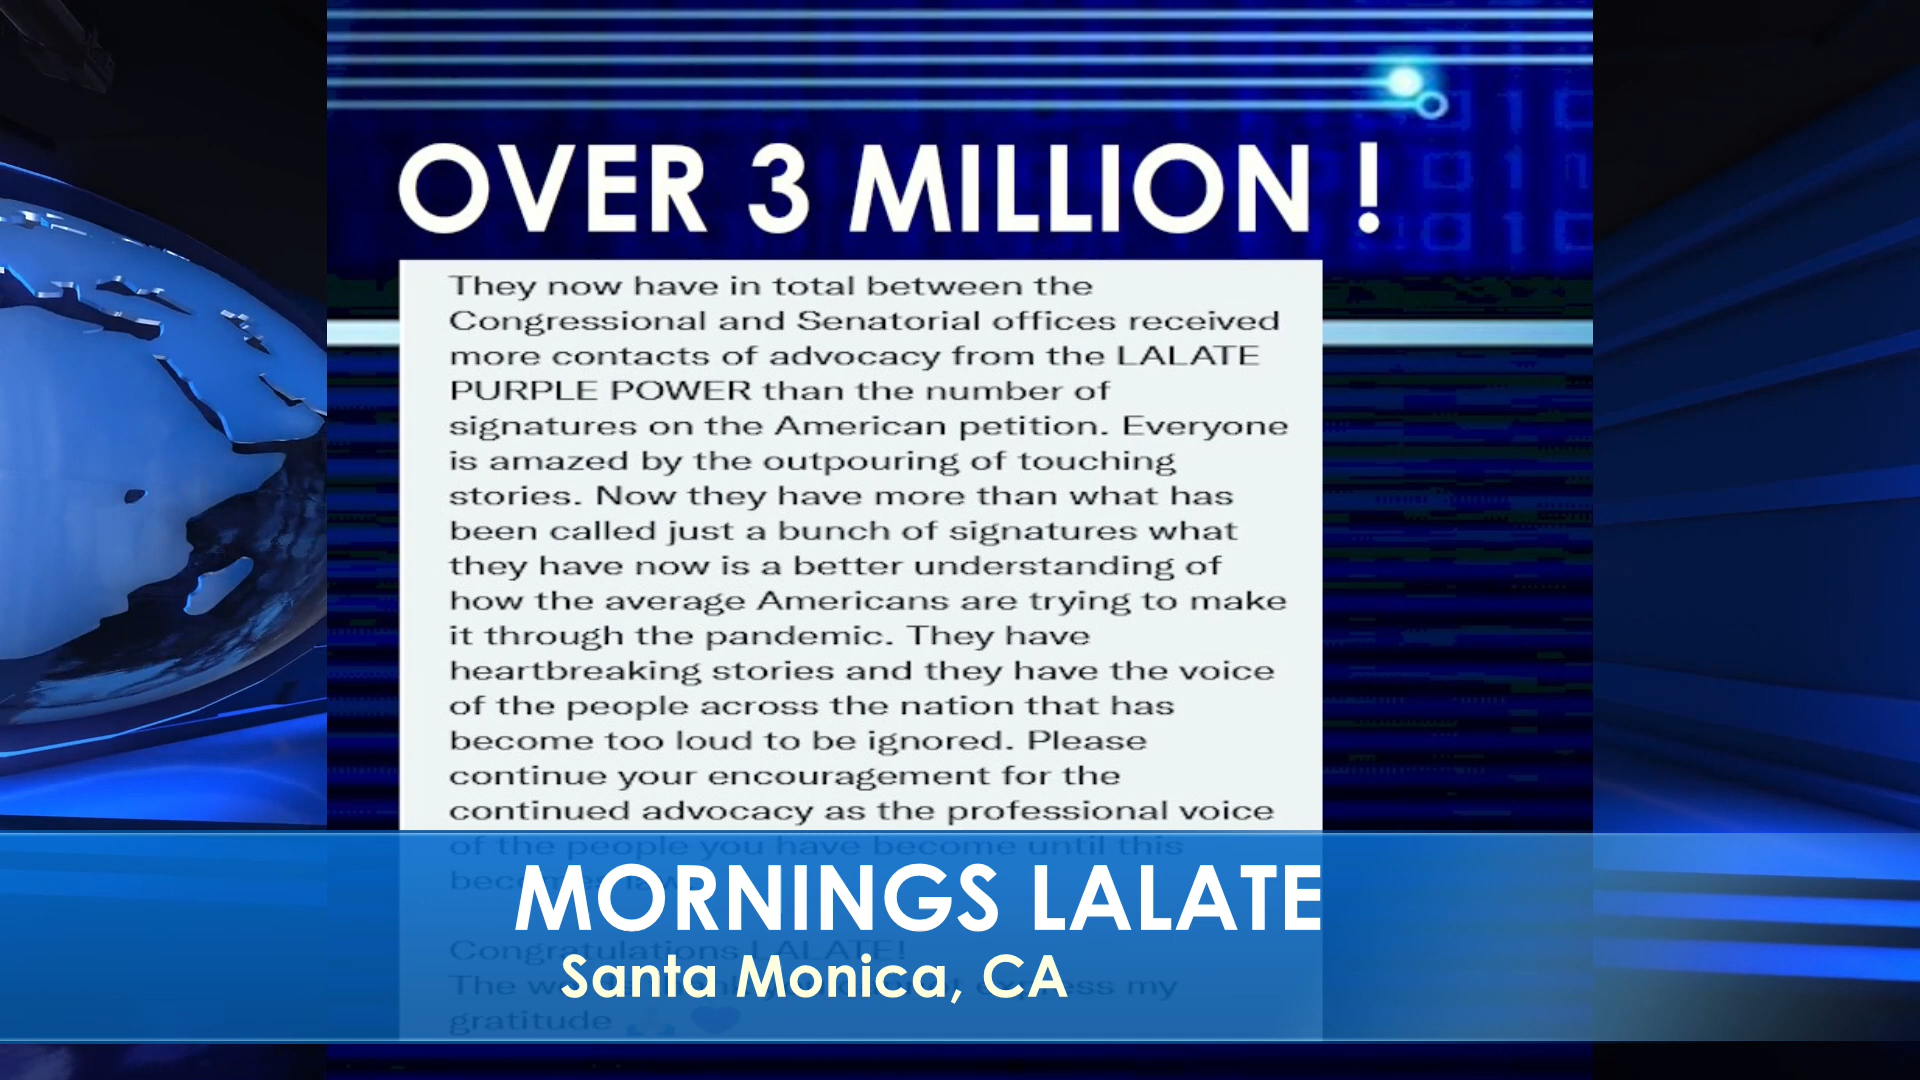 OVER 3 MILLION !
They now have in total between the
Congressional and Senatorial offices received
more contacts of advocacy from the LALATE
PURPLE POWER than the number of
signatures on the American petition. Everyone
is amazed by the outpouring of touching
stories. Now they have more than what has
been called just a bunch of signatures what
they have now is a better understanding of
how the average Americans are trying to make
it through the pandemic. They have
heartbreaking stories and they have the voice
of the people across the nation that has
become too loud to be ignored. Please
continue your encouragement for the
continued advocacy as the professional voice
of the people you have become until this
MORNINGS LALATE
Congratulations LALATE!
Santa Monica, CA
The my
gratitude